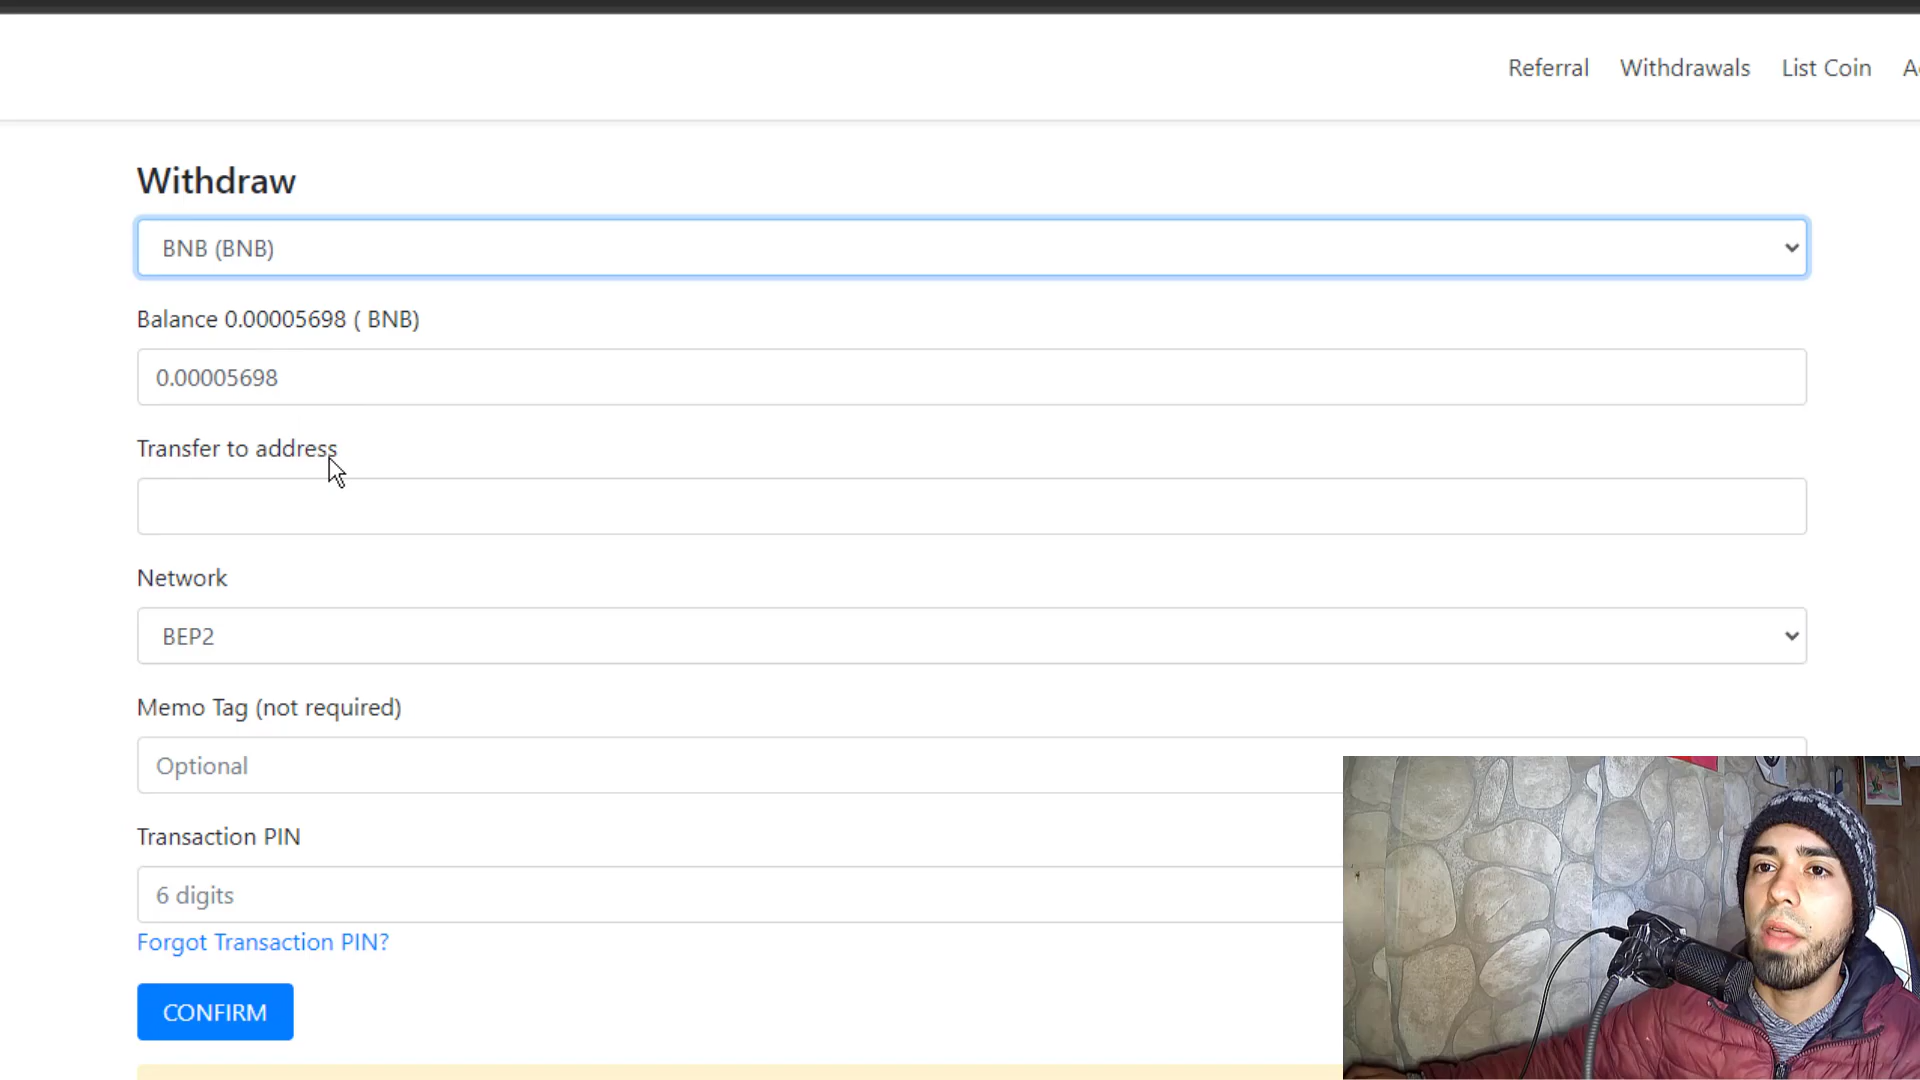 Referral Withdrawals List Coin
Withdraw
BNB (BNB)
Balance 0.00005698 ( BNB)
0.00005698
Transfer to address
Network
BEP2
Memo Tag (not required)
Optional
Transaction PIN
6 digits
Forgot Transaction PIN?
CONFIRM